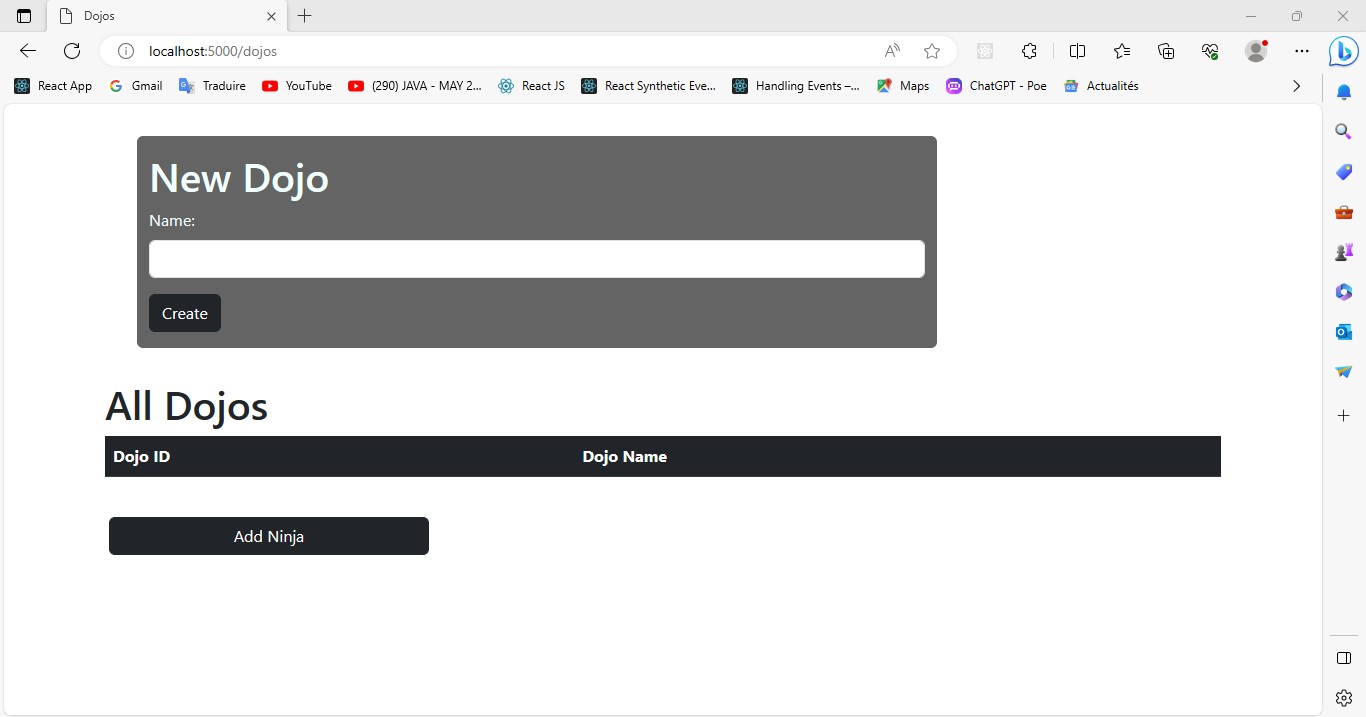 Dojos
localhost:5000/dojos
React App
Gmail
Traduire
YouTube
(290) JAVA - MAY 2...
React JS
React Synthetic Eve...
Handling Events –...
Maps
ChatGPT - Poe
Actualités
New Dojo
Name:
Create
All Dojos
Dojo ID Dojo Name
Add Ninja